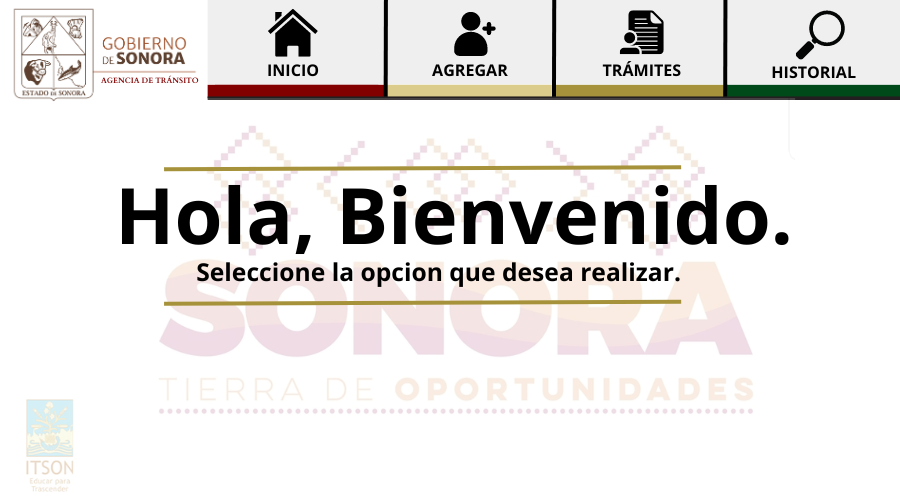 GOBIERNO
DE SONORA
AGENCIA DE TRÁNSITO
ESTADO DE SONORA
INICIO
AGREGAR
TRÁMITES
HISTORIAL
Hola, Bienvenido.
Seleccione la opcion que desea realizar.
SONORA
TIERRA DE OPORTUNIDADES
ITSON
Educar para
Trascender